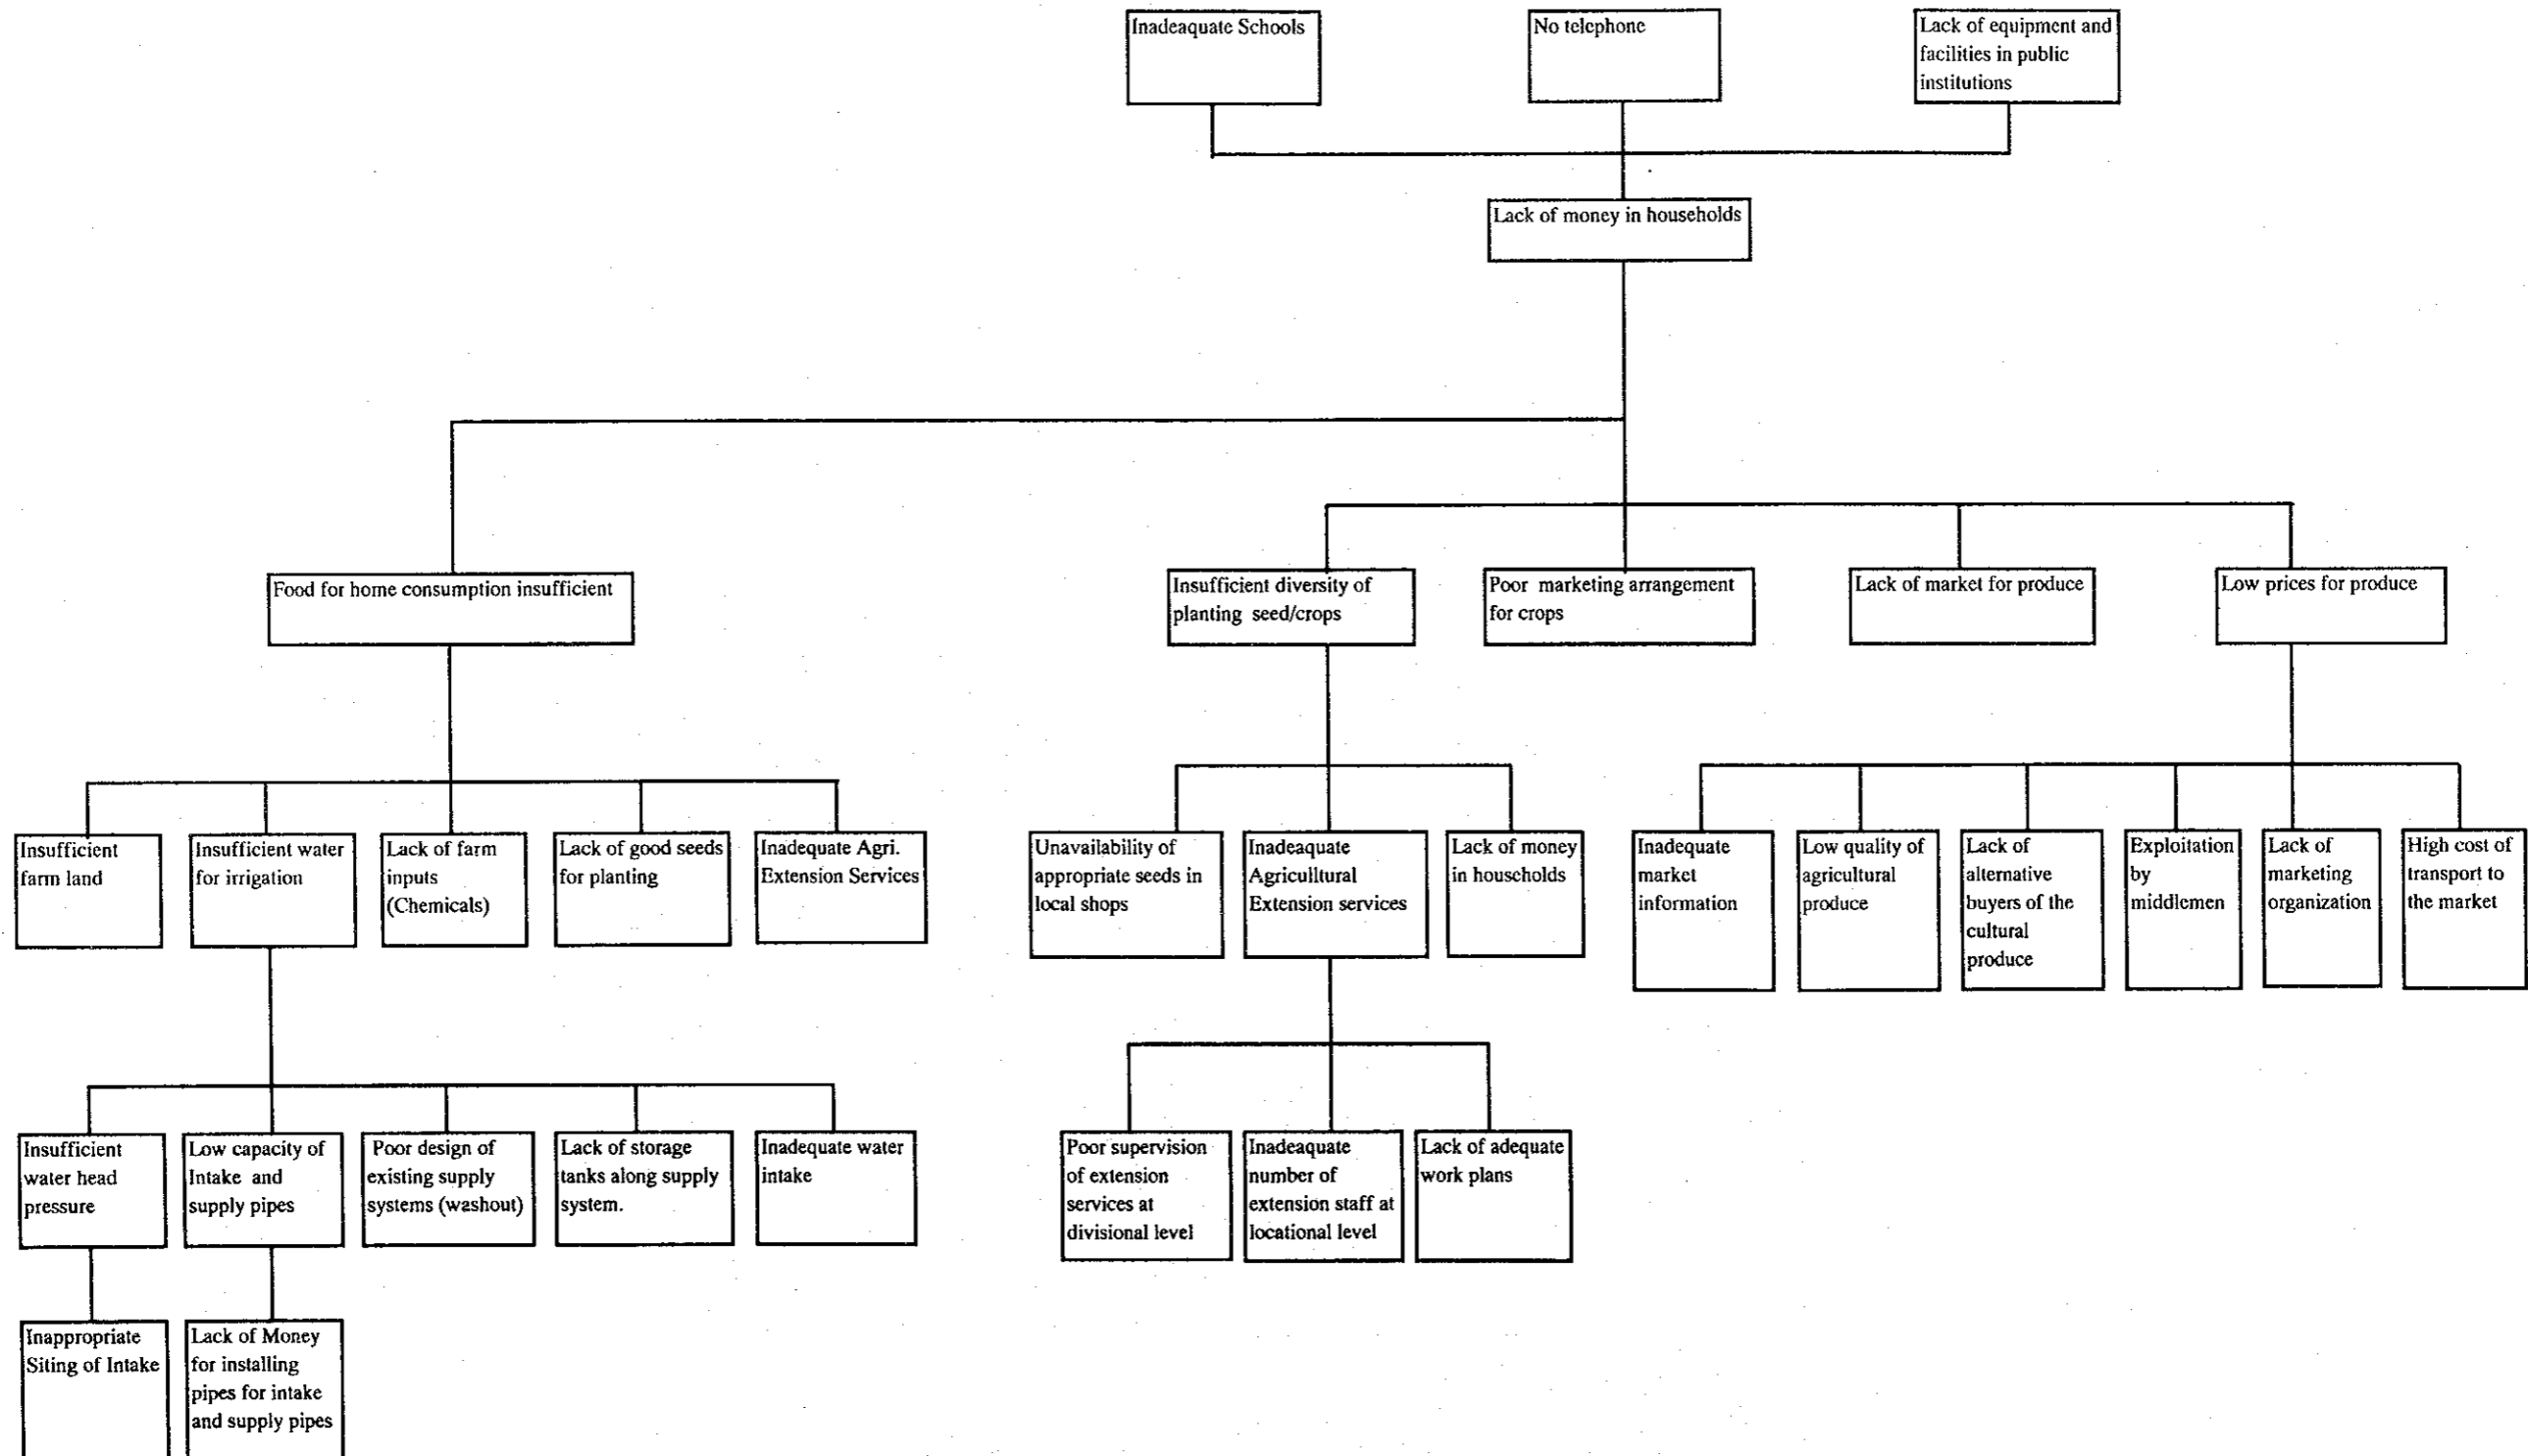 Inadeaquate Schools
No telephone
Lack of equipment and
facilities in public
institutions
Lack of money in households
Food for home consumption insufficient
Insufficient diversity of
planting seed/crops
Poor marketing arrangement
for crops
Lack of market for produce
Low prices for produce
Insufficient
farm land
Insufficient water
for irrigation
Lack of farm
inputs
(Chemicals)
Lack of good seeds
for planting
Inadequate Agri.
Extension Services
Unavailability of
appropriate seeds in
local shops
Inadeaquate
Agricultural
Extension services
Lack of money
in households
Inadequate
market
information
Low quality of
agricultural
produce
Lack of
alternative
buyers of the
cultural
produce
Exploitation
by
middlemen
Lack of
marketing
organization
High cost of
transport to
the market
Insufficient
water head
pressure
Low capacity of
Intake and
supply pipes
Poor design of
existing supply
systems (washout)
Lack of storage
tanks along supply
system.
Inadequate water
intake
Poor supervision
of extension
services at
divisional level
Inadeaquate
number of
extension staff at
locational level
Lack of adequate
work plans
Inappropriate
Siting of Intake
Lack of Money
for installing
pipes for intake
and supply pipes